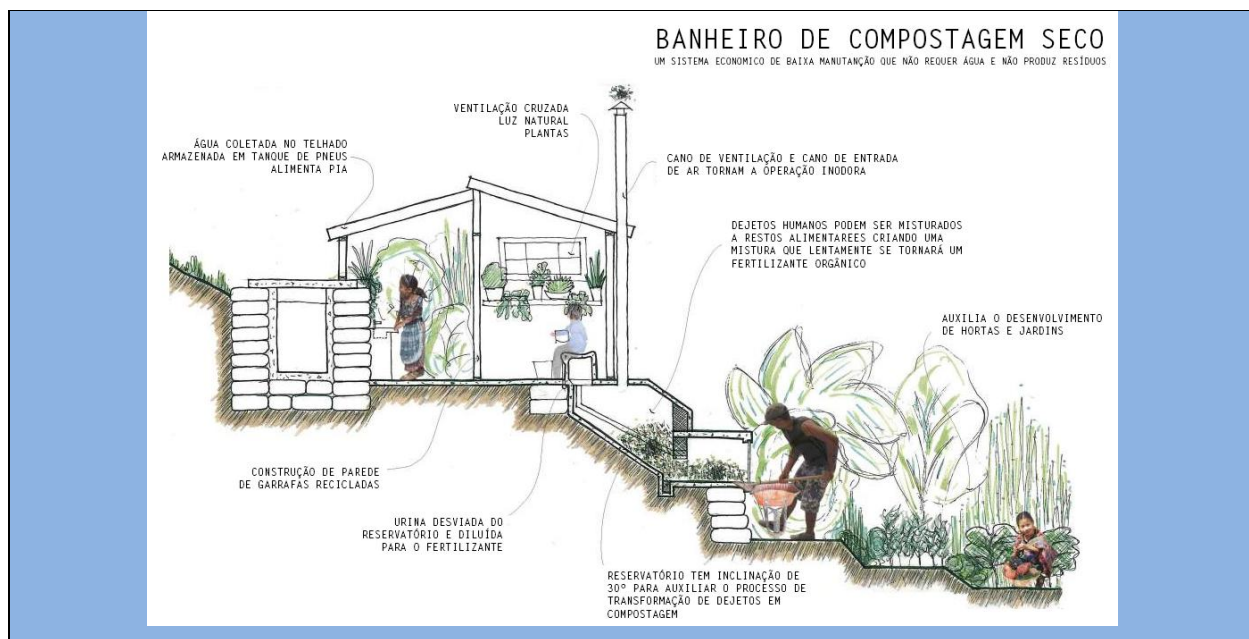 BANHEIRO DE COMPOSTAGEM SECO
UM SISTEMA ECONOMICO DE BAIXA MANUTANÇÃO QUE NÃO REQUER ÁGUA E NÃO PRODUZ RESÍDUOS
VENTILAÇÃO CRUZADA
LUZ NATURAL
PLANTAS
ÁGUA COLETADA NO TELHADO
ARMAZENADA EM TANQUE DE PNEUS
ALIMENTA PIA
CANO DE VENTILAÇÃO E CANO DE ENTRADA
DE AR TORNAM A OPERAÇÃO INODORA
DEJETOS HUMANOS PODEM SER MISTURADOS
A RESTOS ALIMENTAREES CRIANDO UMA
MISTURA QUE LENTAMENTE SE TORNARÁ UM
FERTILIZANTE ORGÂNICO
AUXILIA O DESENVOLVIMENTO
DE HORTAS E JARDINS
CONSTRUÇÃO DE PAREDE
DE GARRAFAS RECICLADAS
URINA DESVIADA DO
RESERVATÓRIO E DILUÍDA
PARA O FERTILIZANTE
RESERVATÓRIO TEM INCLINAÇÃO DE
30º PARA AUXILIAR O PROCESSO DE
TRANSFORMAÇÃO DE DEJETOS EM
COMPOSTAGEM